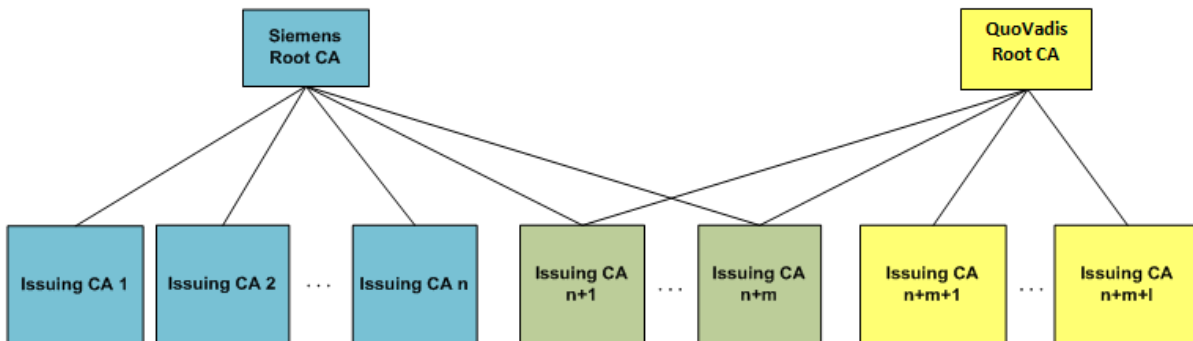 Siemens
Root CA
QuoVadis
Root CA
Issuing CA 1
Issuing CA 2
...
Issuing CA n
Issuing CA
n+1
...
Issuing CA
n+m
Issuing CA
n+m+1
...
Issuing CA
n+m+l